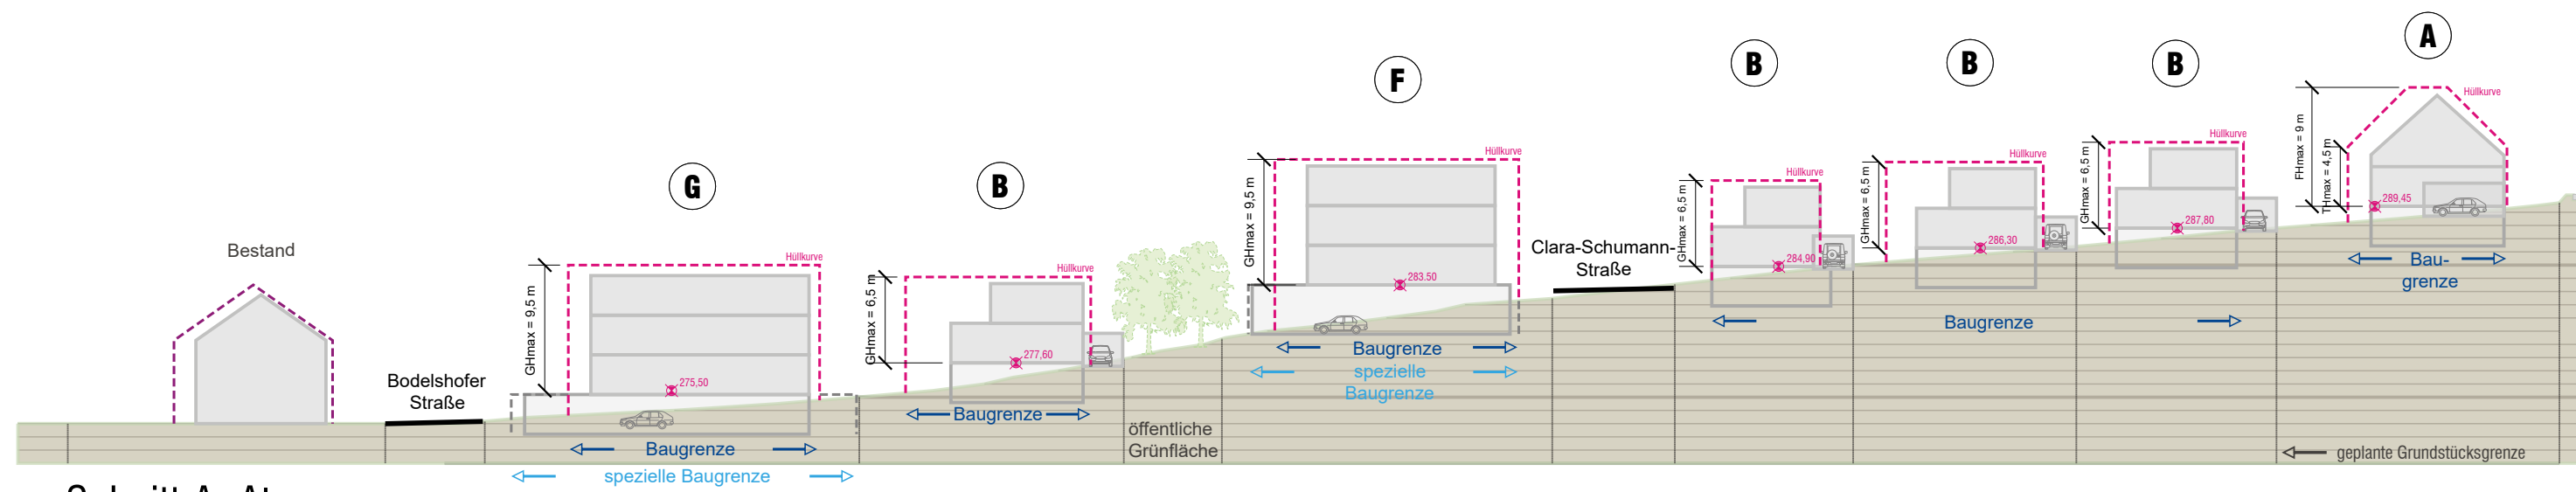 Bestand
Bodelshofer
Straße
G
Hüllkurve
GHmax = 9,5 m
275,50
Baugrenze
spezielle Baugrenze
B
Hüllkurve
GHmax = 6,5 m
277,60
Baugrenze
öffentliche
Grünfläche
F
Hüllkurve
GHmax = 9,5 m
283.50
Baugrenze
spezielle
Baugrenze
Clara-Schumann-
Straße
B
Hüllkurve
GHmax = 6,5 m
284,90
B
Hüllkurve
GHmax = 6,5 m
286,30
Baugrenze
B
Hüllkurve
GHmax = 6,5 m
287,80
A
Hüllkurve
FHmax = 9 m
THmax = 4,5 m
289,45
Bau-
grenze
geplante Grundstücksgrenze